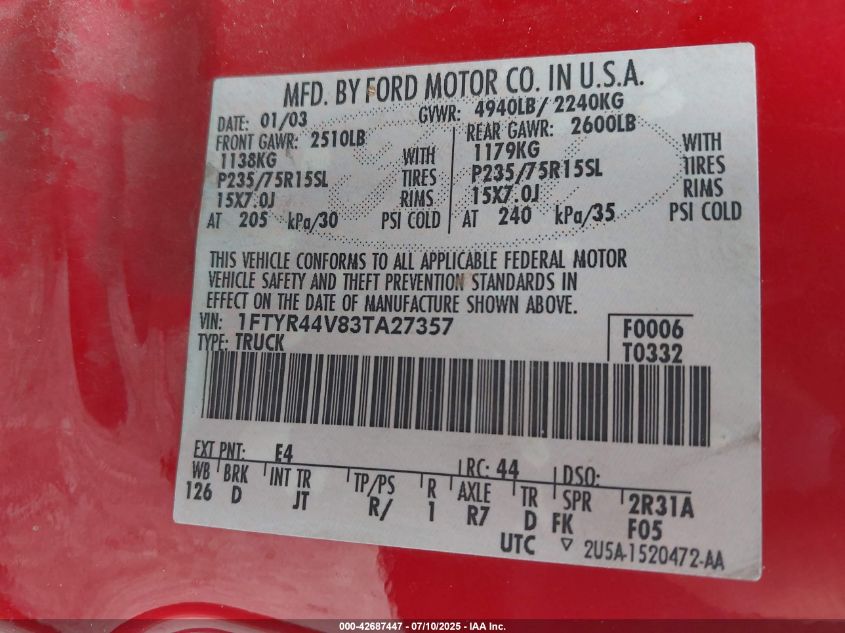 MFD. BY FORD MOTOR CO. IN U.S.A.
DATE: 01/03 GVWR: 4940LB/ 2240KG
FRONT GAWR: 2510LB REAR GAWR: 2600LB
1138KG WITH 1179KG WITH
P235/75R15SL TIRES P235/75R15SL TIRES
15X7.0J RIMS 15X7.0J RIMS
AT 205 kPa/30 PSI COLD AT 240 kPa/35 PSI COLD
THIS VEHICLE CONFORMS TO ALL APPLICABLE FEDERAL MOTOR
VEHICLE SAFETY AND THEFT PREVENTION STANDARDS IN
EFFECT ON THE DATE OF MANUFACTURE SHOWN ABOVE.
VIN: 1FTYR44V83TA27357 F0006
TYPE: TRUCK T0332
EXT PNT: E4 RC: 44 DSO:
WB BRK INT TR TP/PS R AXLE TR SPR 2R31A
126 D JT R/ 1 R7 D FK F05
UTC ▽ 2U5A-1520472-AA
000-42687447 - 07/10/2025 - IAA Inc.